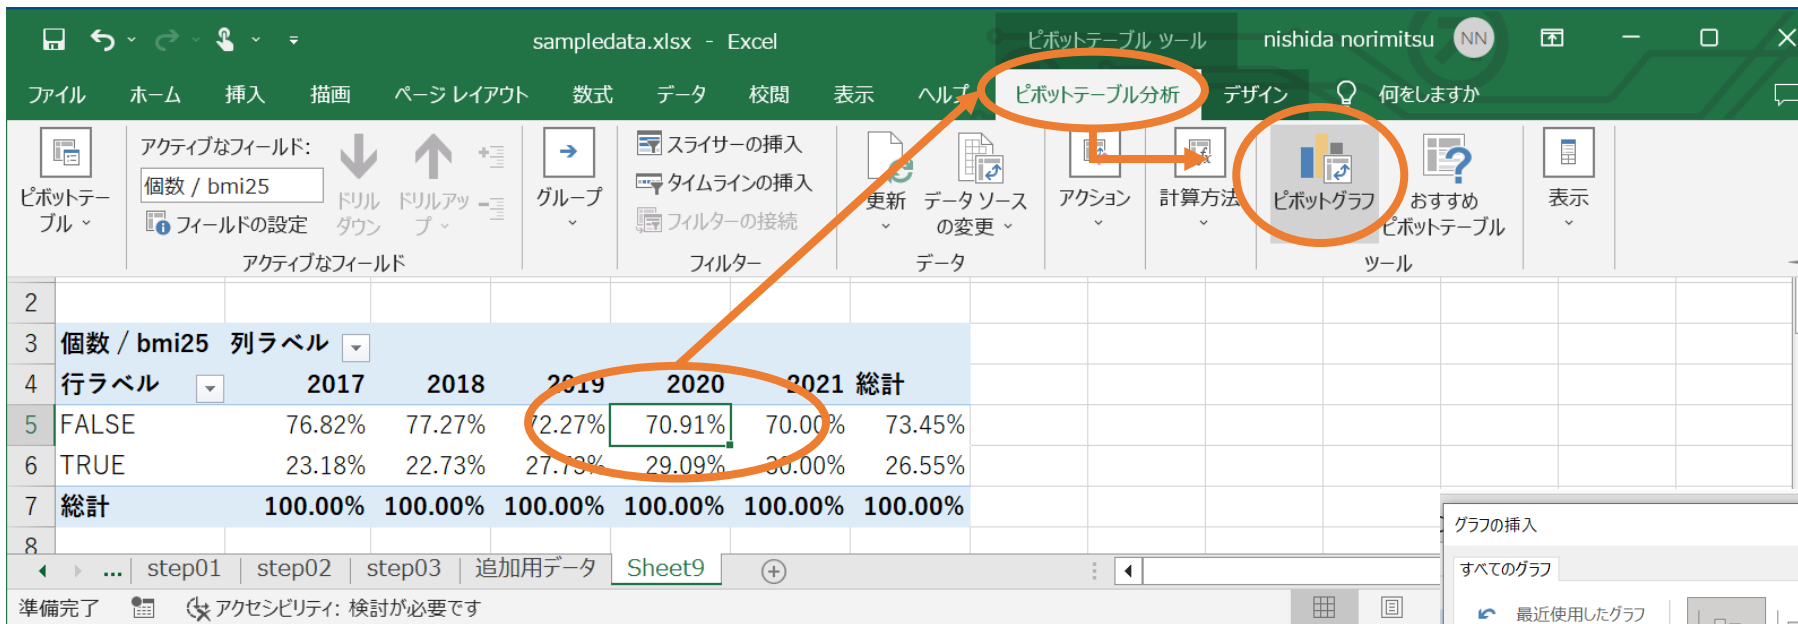 sampledata.xlsx - Excel
ピボットテーブル ツール
nishida norimitsu NN
ファイル ホーム 挿入 描画 ページ レイアウト 数式 データ 校閲 表示 ヘルプ ピボットテーブル分析 デザイン 何をしますか
ピボットテー
ブル
アクティブなフィールド:
個数 / bmi25
フィールドの設定
ドリル
ダウン
ドリルアッ
プ
アクティブなフィールド
グループ
スライサーの挿入
タイムラインの挿入
フィルターの接続
フィルター
更新
データ ソース
の変更
データ
アクション
計算方法
ピボットグラフ
おすすめ
ピボットテーブル
ツール
表示
2
3 個数 / bmi25 列ラベル
4 行ラベル 2017 2018 2019 2020 2021 総計
5 FALSE 76.82% 77.27% 72.27% 70.91% 70.00% 73.45%
6 TRUE 23.18% 22.73% 27.73% 29.09% 30.00% 26.55%
7 総計 100.00% 100.00% 100.00% 100.00% 100.00% 100.00%
8
... step01 step02 step03 追加用データ Sheet9
準備完了 アクセシビリティ: 検討が必要です
グラフの挿入
すべてのグラフ
最近使用したグラフ